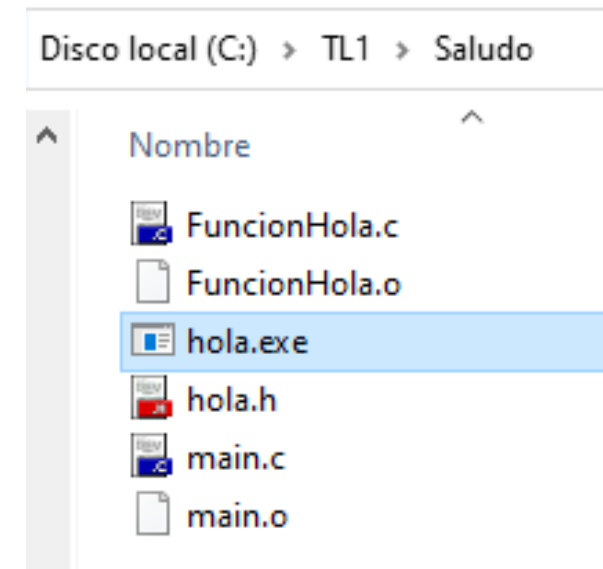 Disco local (C:) > TL1 > Saludo
Nombre
FuncionHola.c
FuncionHola.o
hola.exe
hola.h
main.c
main.o